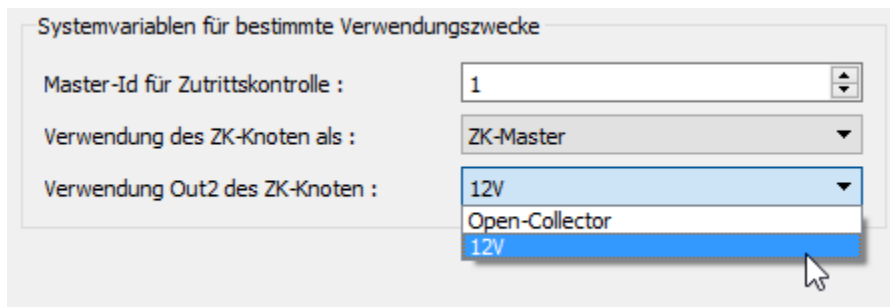 Systemvariablen für bestimmte Verwendungszwecke
Master-Id für Zutrittskontrolle : 1
Verwendung des ZK-Knoten als : ZK-Master
Verwendung Out2 des ZK-Knoten : 12V
Open-Collector
12V